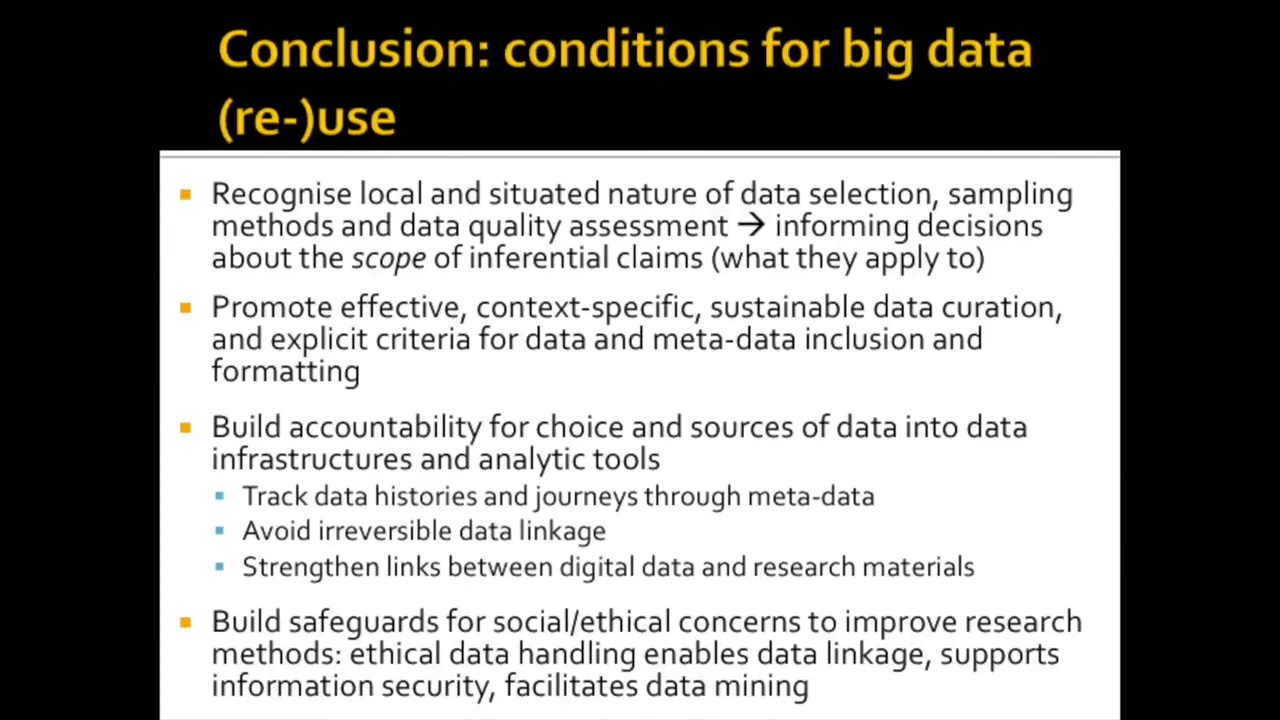 Conclusion: conditions for big data
(re-)use
▪ Recognise local and situated nature of data selection, sampling
methods and data quality assessment → informing decisions
about the scope of inferential claims (what they apply to)
▪ Promote effective, context-specific, sustainable data curation,
and explicit criteria for data and meta-data inclusion and
formatting
▪ Build accountability for choice and sources of data into data
infrastructures and analytic tools
▪ Track data histories and journeys through meta-data
▪ Avoid irreversible data linkage
▪ Strengthen links between digital data and research materials
▪ Build safeguards for social/ethical concerns to improve research
methods: ethical data handling enables data linkage, supports
information security, facilitates data mining